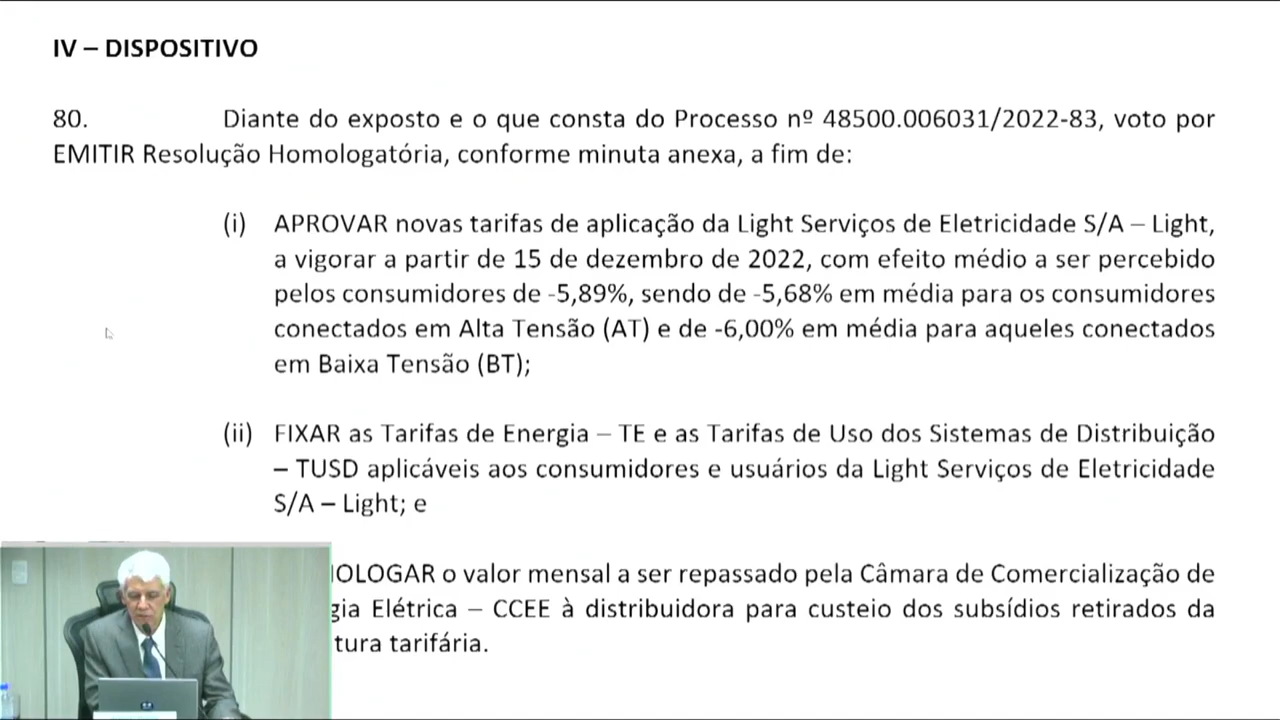 IV – DISPOSITIVO
80. Diante do exposto e o que consta do Processo nº 48500.006031/2022-83, voto por
EMITIR Resolução Homologatória, conforme minuta anexa, a fim de:
(i) APROVAR novas tarifas de aplicação da Light Serviços de Eletricidade S/A – Light,
a vigorar a partir de 15 de dezembro de 2022, com efeito médio a ser percebido
pelos consumidores de -5,89%, sendo de -5,68% em média para os consumidores
conectados em Alta Tensão (AT) e de -6,00% em média para aqueles conectados
em Baixa Tensão (BT);
(ii) FIXAR as Tarifas de Energia – TE e as Tarifas de Uso dos Sistemas de Distribuição
– TUSD aplicáveis aos consumidores e usuários da Light Serviços de Eletricidade
S/A – Light; e
OLOGAR o valor mensal a ser repassado pela Câmara de Comercialização de
gia Elétrica – CCEE à distribuidora para custeio dos subsídios retirados da
tura tarifária.